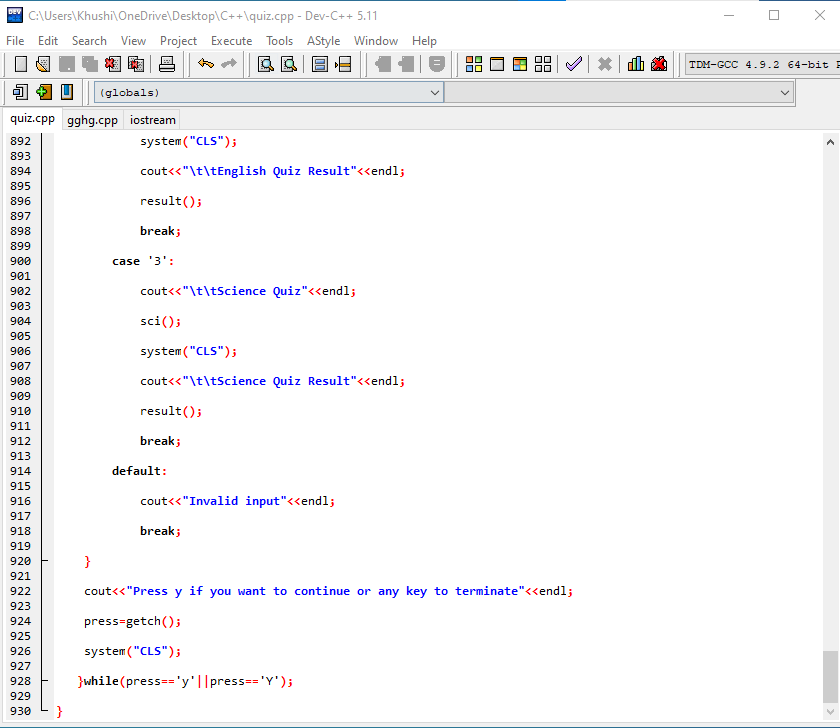 C:\Users\Khushi\OneDrive\Desktop\C++\quiz.cpp - Dev-C++ 5.11
File Edit Search View Project Execute Tools AStyle Window Help
TDM-GCC 4.9.2 64-bit
(globals)
quiz.cpp gghg.cpp iostream
892 system("CLS");
893
894 cout<<"\t\tEnglish Quiz Result"<<endl;
895
896 result();
897
898 break;
899
900 case '3':
901
902 cout<<"\t\tScience Quiz"<<endl;
903
904 sci();
905
906 system("CLS");
907
908 cout<<"\t\tScience Quiz Result"<<endl;
909
910 result();
911
912 break;
913
914 default:
915
916 cout<<"Invalid input"<<endl;
917
918 break;
919
920 }
921
922 cout<<"Press y if you want to continue or any key to terminate"<<endl;
923
924 press=getch();
925
926 system("CLS");
927
928 }while(press=='y'||press=='Y');
929
930 }